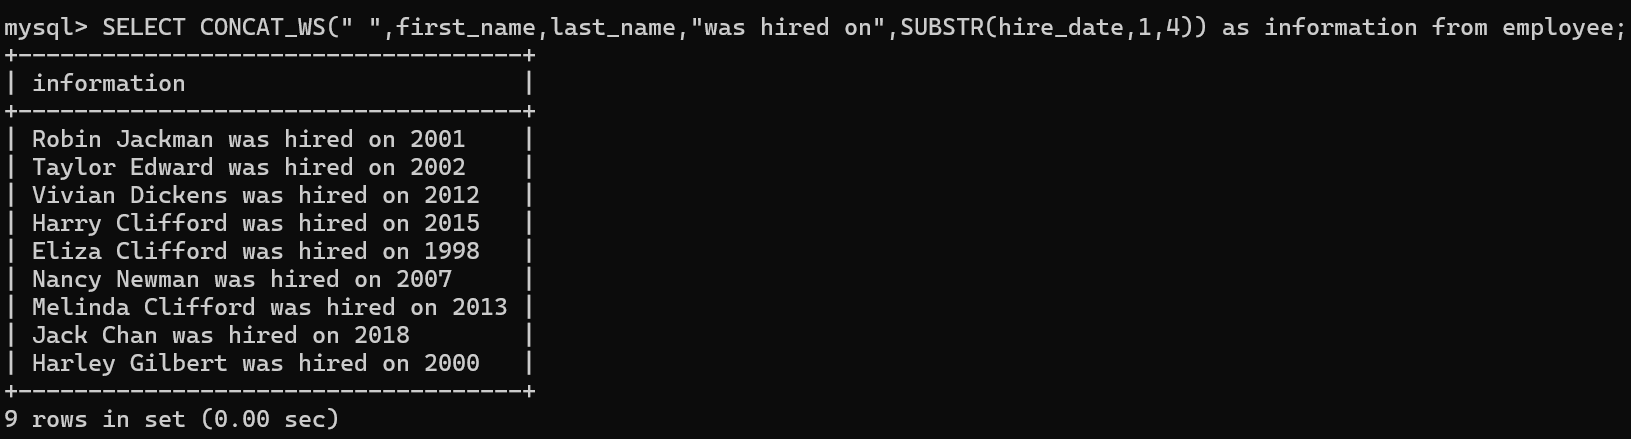 mysql> SELECT CONCAT_WS(" ",first_name,last_name,"was hired on",SUBSTR(hire_date,1,4)) as information from employee;
+------------------------------------+
| information                        |
+------------------------------------+
| Robin Jackman was hired on 2001    |
| Taylor Edward was hired on 2002    |
| Vivian Dickens was hired on 2012   |
| Harry Clifford was hired on 2015   |
| Eliza Clifford was hired on 1998   |
| Nancy Newman was hired on 2007     |
| Melinda Clifford was hired on 2013 |
| Jack Chan was hired on 2018        |
| Harley Gilbert was hired on 2000   |
+------------------------------------+
9 rows in set (0.00 sec)